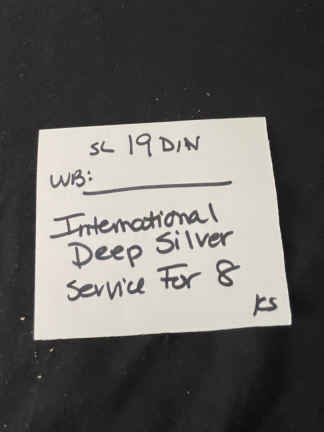 SL 19 DIN
WB:
International
Deep Silver
Service For 8
KS